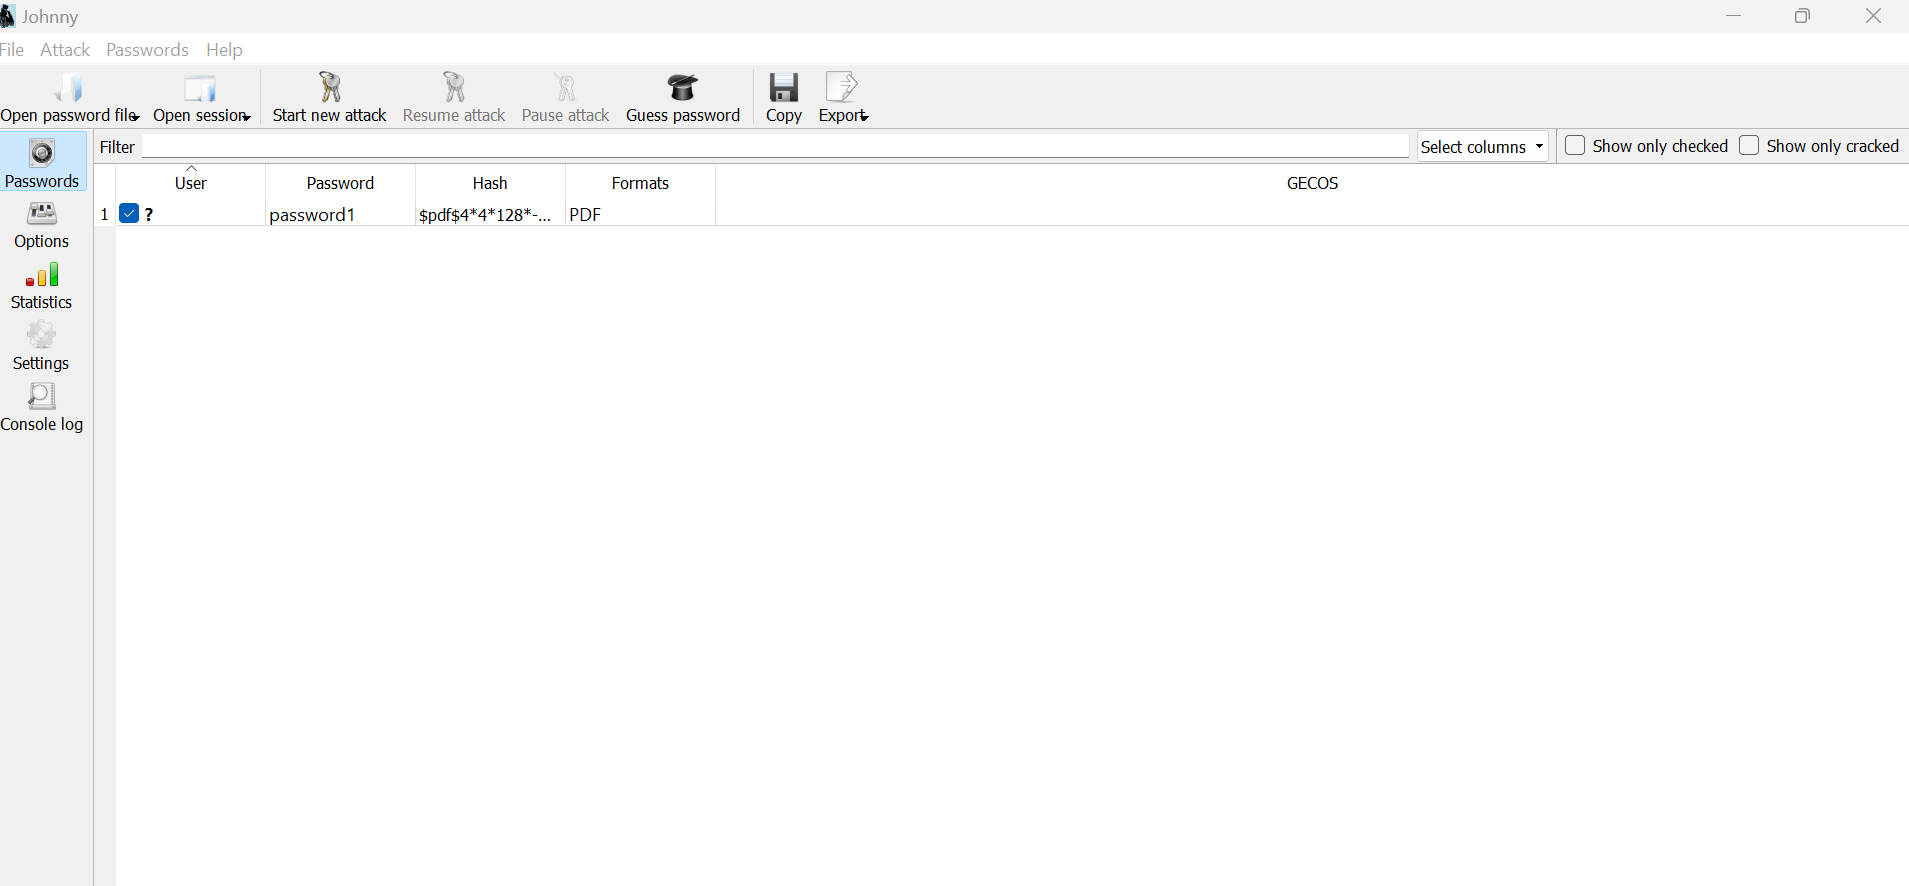 Johnny
File Attack Passwords Help
Open password file Open session Start new attack Resume attack Pause attack Guess password Copy Export
Passwords
Options
Statistics
Settings
Console log
Filter Select columns Show only checked Show only cracked
User Password Hash Formats GECOS
1 ? password1 $pdf$4*4*128*-... PDF